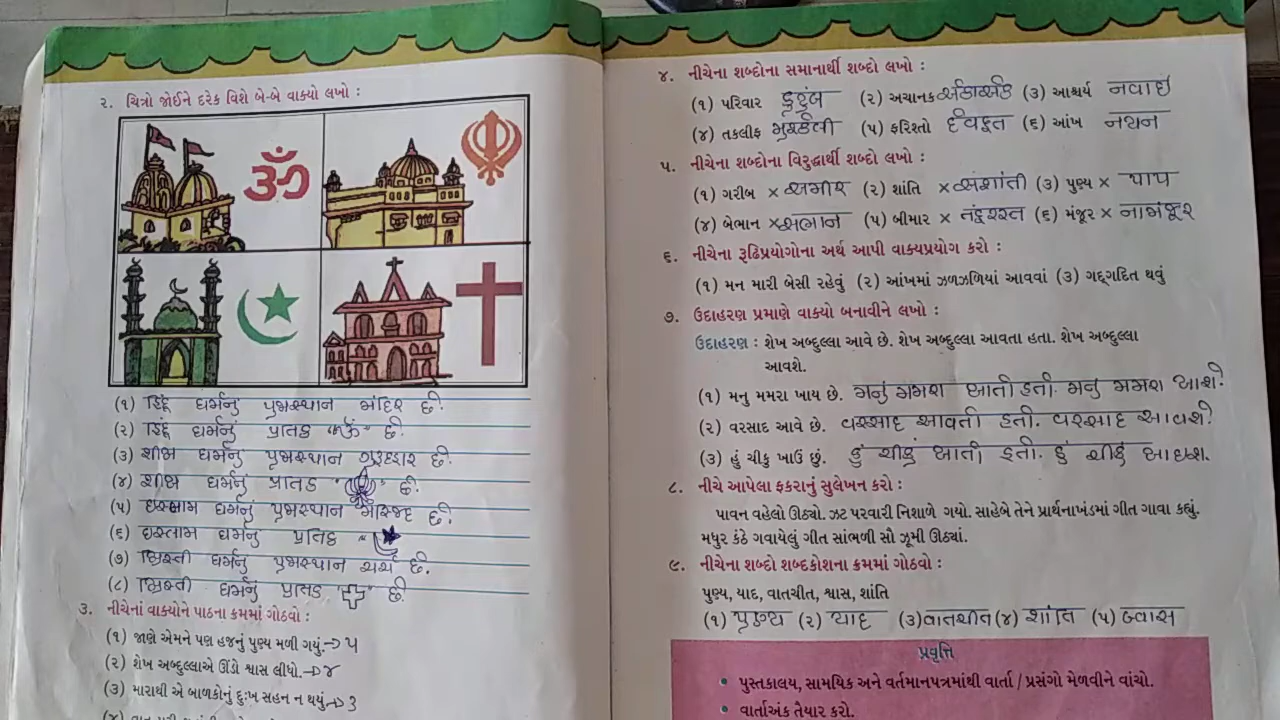 ૨. ચિત્રો જોઈને દરેક વિશે બે-બે વાક્યો લખો :
ૐ
(૧) હિંદુ ધર્મનું પુજાસ્થાન મંદિર છે.
(૨) હિંદુ ધર્મનું પ્રતિક "ૐ" છે.
(૩) શીખ ધર્મનું પુજાસ્થાન ગુરુદ્વાર છે.
(૪) શીખ ધર્મનું પ્રતિક છે.
(૫) ઇસ્લામ ધર્મનું પુજાસ્થાન મસ્જિદ છે.
(૬) ઇસ્લામ ધર્મનું પ્રતિક
(૭) ખ્રિસ્તી ધર્મનું પુજાસ્થાન ચર્ચ છે.
(૮) ખ્રિસ્તી ધર્મનું પ્રતિક છે.
૩. નીચેનાં વાક્યોને પાઠના ક્રમમાં ગોઠવો :
(૧) જાણે એમને પણ હજનું પુણ્ય મળી ગયું.→ ૫
(૨) શેખ અબ્દુલ્લાએ ઊંડો શ્વાસ લીધો.→ ૪
(૩) મારાથી એ બાળકોનું દુઃખ સહન ન થયું.→ ૩
૪. નીચેના શબ્દોના સમાનાર્થી શબ્દો લખો :
(૧) પરિવાર કુટુંબ (૨) અચાનક એકાએક (૩) આશ્ચર્ય નવાઈ
(૪) તકલીફ મુશ્કેલી (૫) ફરિશ્તો દેવદૂત (૬) આંખ નયન
૫. નીચેના શબ્દોના વિરુદ્ધાર્થી શબ્દો લખો :
(૧) ગરીબ × અમીર (૨) શાંતિ × અશાંતી (૩) પુણ્ય × પાપ
(૪) બેભાન × સભાન (૫) બીમાર × તંદુરસ્ત (૬) મંજૂર × નામંજૂર
૬. નીચેના રૂઢિપ્રયોગોના અર્થ આપી વાક્યપ્રયોગ કરો :
(૧) મન મારી બેસી રહેવું (૨) આંખમાં ઝળઝળિયાં આવવાં (૩) ગદ્ગદિત થવું
૭. ઉદાહરણ પ્રમાણે વાક્યો બનાવીને લખો :
ઉદાહરણ : શેખ અબ્દુલ્લા આવે છે. શેખ અબ્દુલ્લા આવતા હતા. શેખ અબ્દુલ્લા
આવશે.
(૧) મનુ મમરા ખાય છે. મનુ મમરા ખાતી હતી. મનુ મમરા ખાશે.
(૨) વરસાદ આવે છે. વરસાદ આવતો હતો. વરસાદ આવશે.
(૩) હું ચીકુ ખાઉં છું. હું ચીકુ ખાતી હતી. હું ચીકુ ખાઇશ.
૮. નીચે આપેલા ફકરાનું સુલેખન કરો :
પાવન વહેલો ઊઠ્યો. ઝટ પરવારી નિશાળે ગયો. સાહેબે તેને પ્રાર્થનાખંડમાં ગીત ગાવા કહ્યું.
મધુર કંઠે ગવાયેલું ગીત સાંભળી સૌ ઝૂમી ઊઠ્યાં.
૯. નીચેના શબ્દો શબ્દકોશના ક્રમમાં ગોઠવો :
પુણ્ય, યાદ, વાતચીત, શ્વાસ, શાંતિ
(૧) પુણ્ય (૨) યાદ (૩) વાતચીત (૪) શાંતિ (૫) શ્વાસ
પ્રવૃત્તિ
• પુસ્તકાલય, સામયિક અને વર્તમાનપત્રમાંથી વાર્તા / પ્રસંગો મેળવીને વાંચો.
• વાર્તાઅંક તૈયાર કરો.